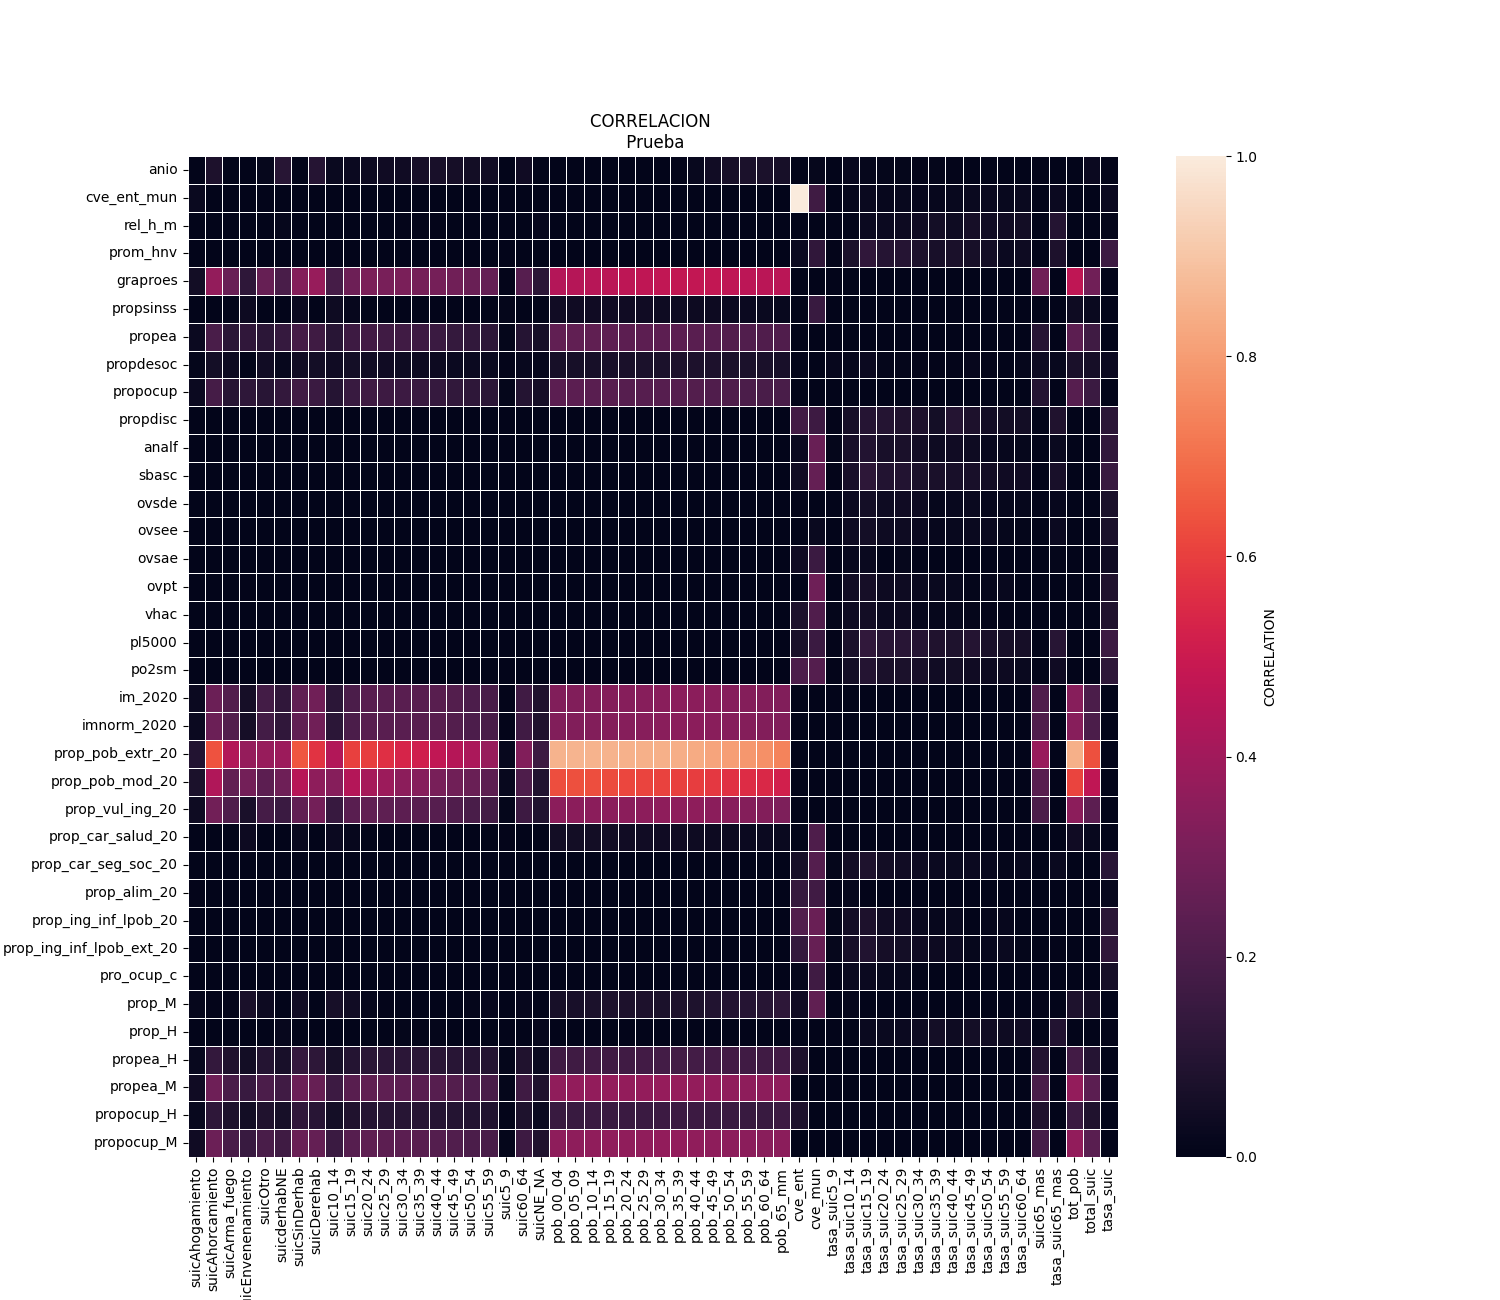 CORRELACION
Prueba
anio
cve_ent_mun
rel_h_m
prom_hnv
graproes
propsinss
propea
propdesoc
propocup
propdisc
analf
sbasc
ovsde
ovsee
ovsae
ovpt
vhac
pl5000
po2sm
im_2020
imnorm_2020
prop_pob_extr_20
prop_pob_mod_20
prop_vul_ing_20
prop_car_salud_20
prop_car_seg_soc_20
prop_alim_20
prop_ing_inf_lpob_20
prop_ing_inf_lpob_ext_20
pro_ocup_c
prop_M
prop_H
propea_H
propea_M
propocup_H
propocup_M
suicAhogamiento
suicAhorcamiento
suicArma_fuego
uicEnvenenamiento
suicOtro
suicderhabNE
suicSinDerhab
suicDerehab
suic10_14
suic15_19
suic20_24
suic25_29
suic30_34
suic35_39
suic40_44
suic45_49
suic50_54
suic55_59
suic5_9
suic60_64
suicNE_NA
pob_00_04
pob_05_09
pob_10_14
pob_15_19
pob_20_24
pob_25_29
pob_30_34
pob_35_39
pob_40_44
pob_45_49
pob_50_54
pob_55_59
pob_60_64
pob_65_mm
cve_ent
cve_mun
tasa_suic5_9
tasa_suic10_14
tasa_suic15_19
tasa_suic20_24
tasa_suic25_29
tasa_suic30_34
tasa_suic35_39
tasa_suic40_44
tasa_suic45_49
tasa_suic50_54
tasa_suic55_59
tasa_suic60_64
suic65_mas
tasa_suic65_mas
tot_pob
total_suic
tasa_suic
1.0
0.8
0.6
0.4
0.2
0.0
CORRELATION